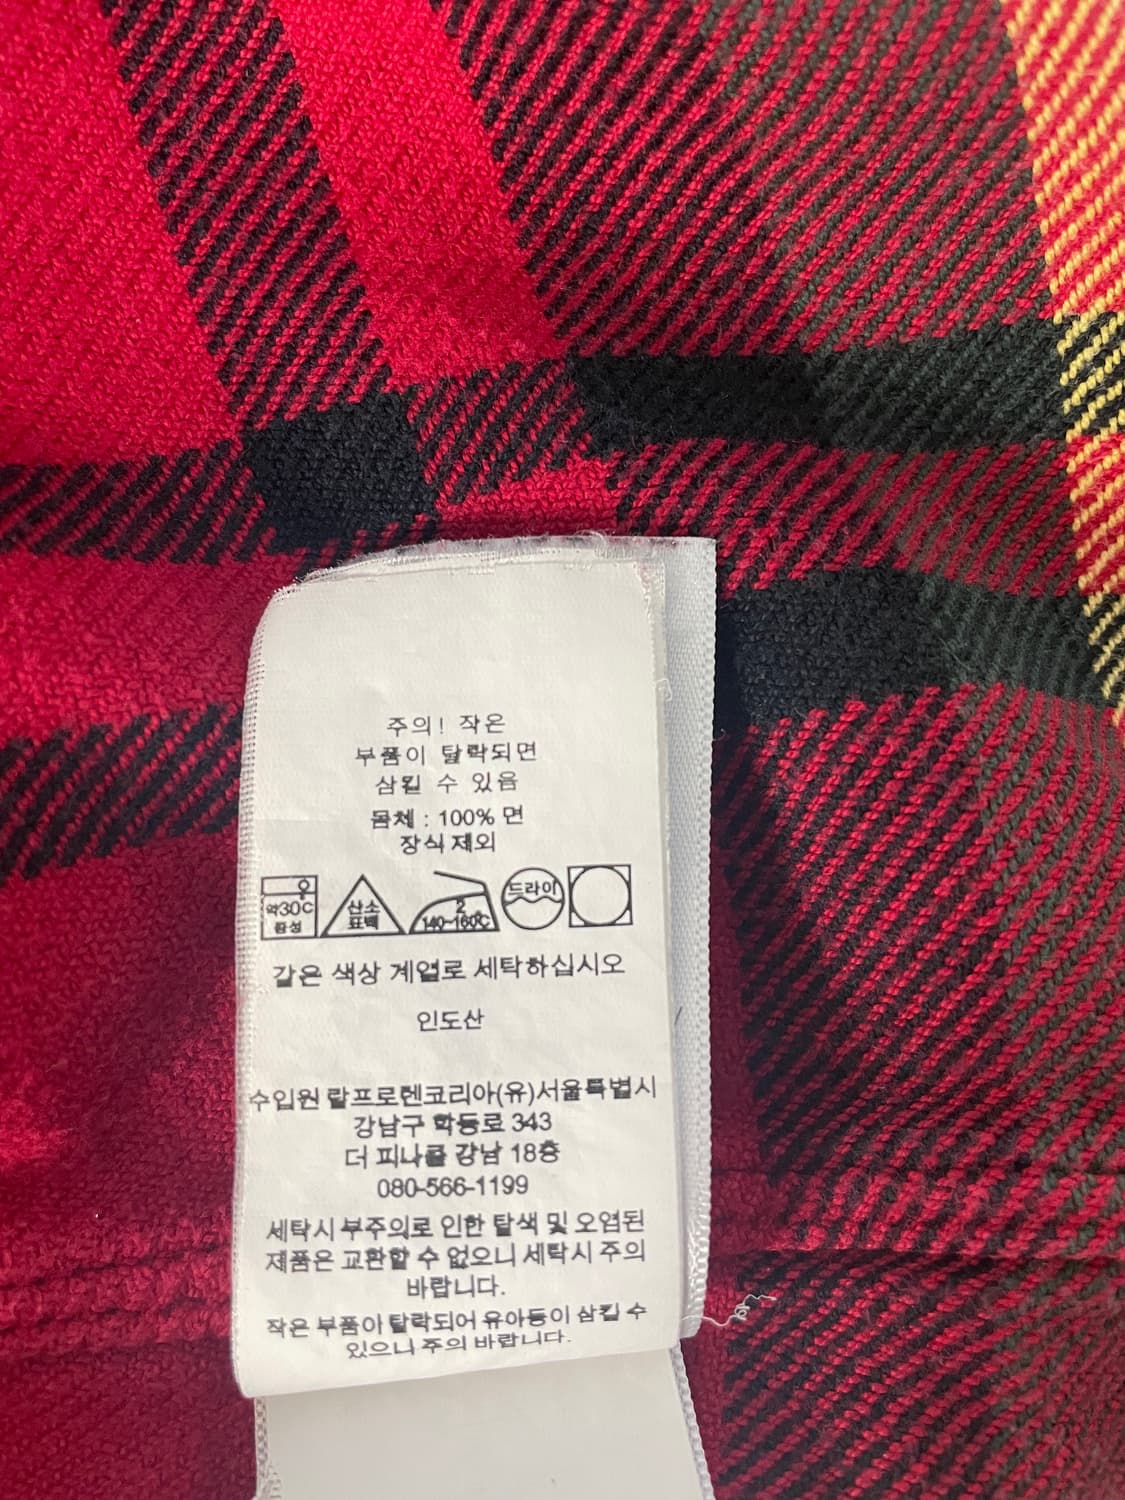 주의! 작은
부품이 탈락되면
삼킬 수 있음
몸체 : 100% 면
장식 제외
약30℃
중성
산소
표백
2
140~160℃
드라이
같은 색상 계열로 세탁하십시오
인도산
수입원 랄프로렌코리아(유)서울특별시
강남구 학동로 343
더 피나클 강남 18층
080-566-1199
세탁시 부주의로 인한 탈색 및 오염된
제품은 교환할 수 없으니 세탁시 주의
바랍니다.
작은 부품이 탈락되어 유아등이 삼킬 수
있으니 주의 바랍니다.